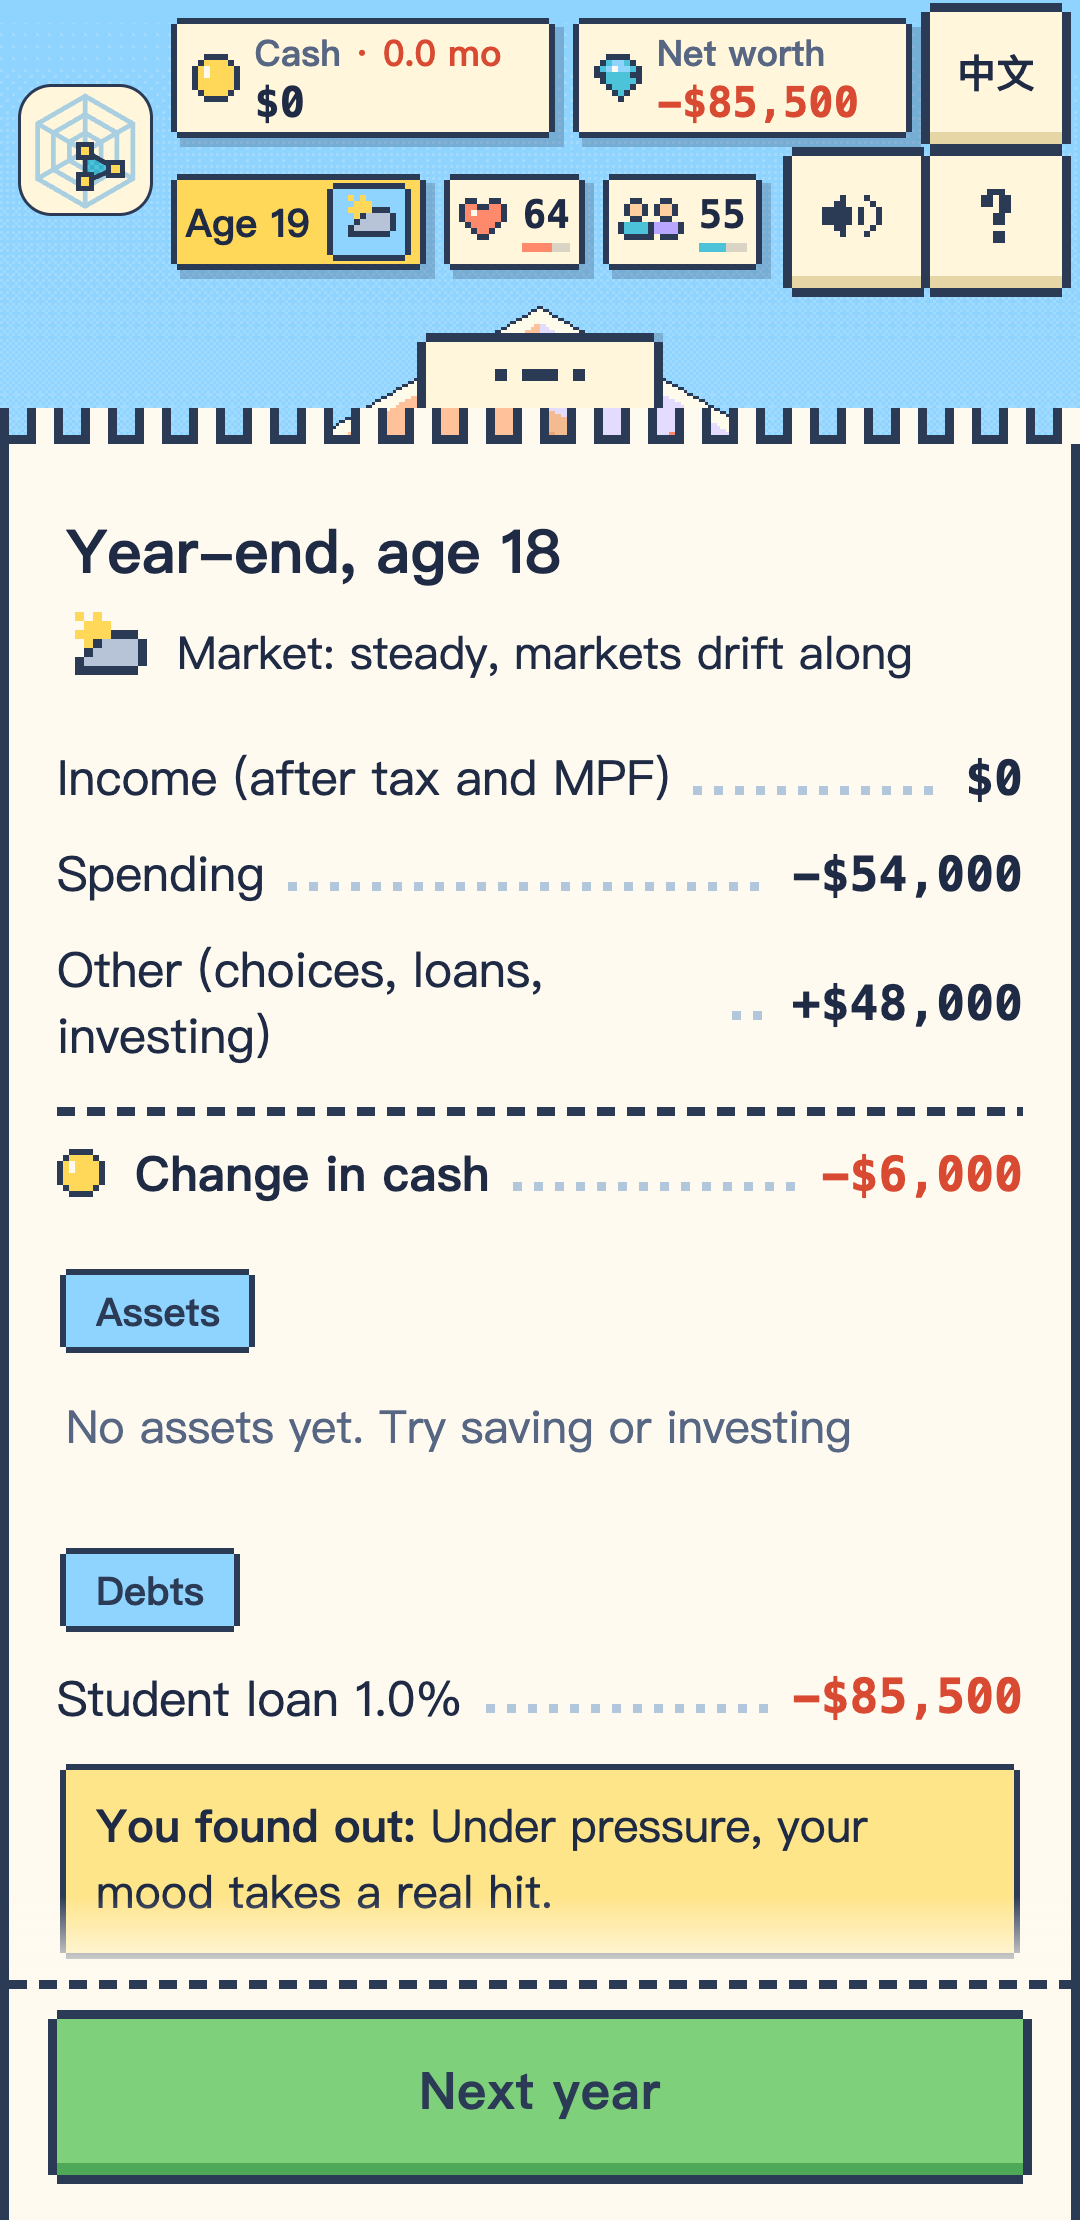 Cash · 0.0 mo
$0
Net worth
−$85,500
中文
Age 19
64
55
?
Year–end, age 18
Market: steady, markets drift along
Income (after tax and MPF) $0
Spending −$54,000
Other (choices, loans,
investing) +$48,000
Change in cash −$6,000
Assets
No assets yet. Try saving or investing
Debts
Student loan 1.0% −$85,500
You found out: Under pressure, your
mood takes a real hit.
Next year